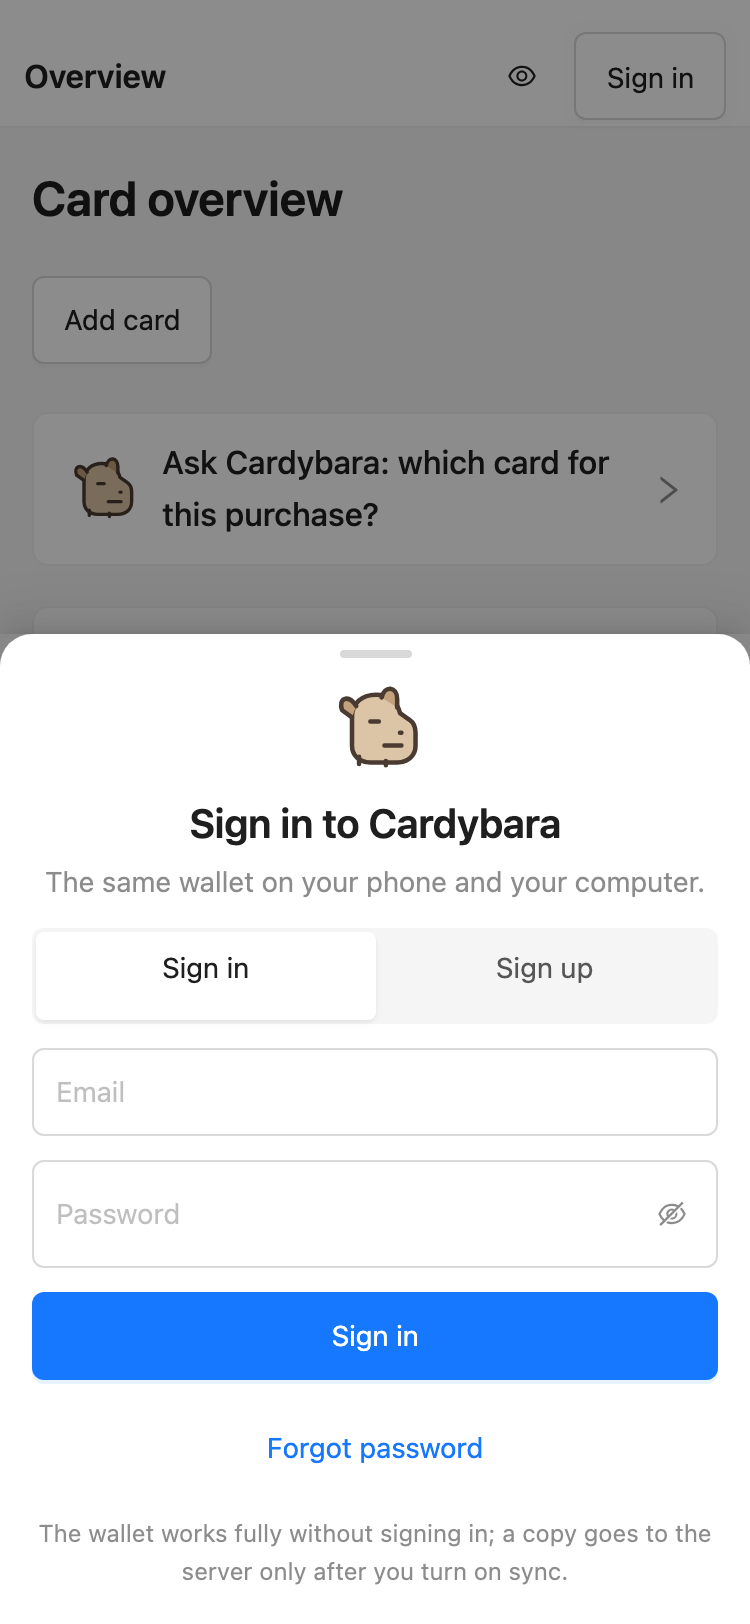 Overview
Sign in
Card overview
Add card
Ask Cardybara: which card for
this purchase?
Sign in to Cardybara
The same wallet on your phone and your computer.
Sign in
Sign up
Email
Password
Sign in
Forgot password
The wallet works fully without signing in; a copy goes to the
server only after you turn on sync.